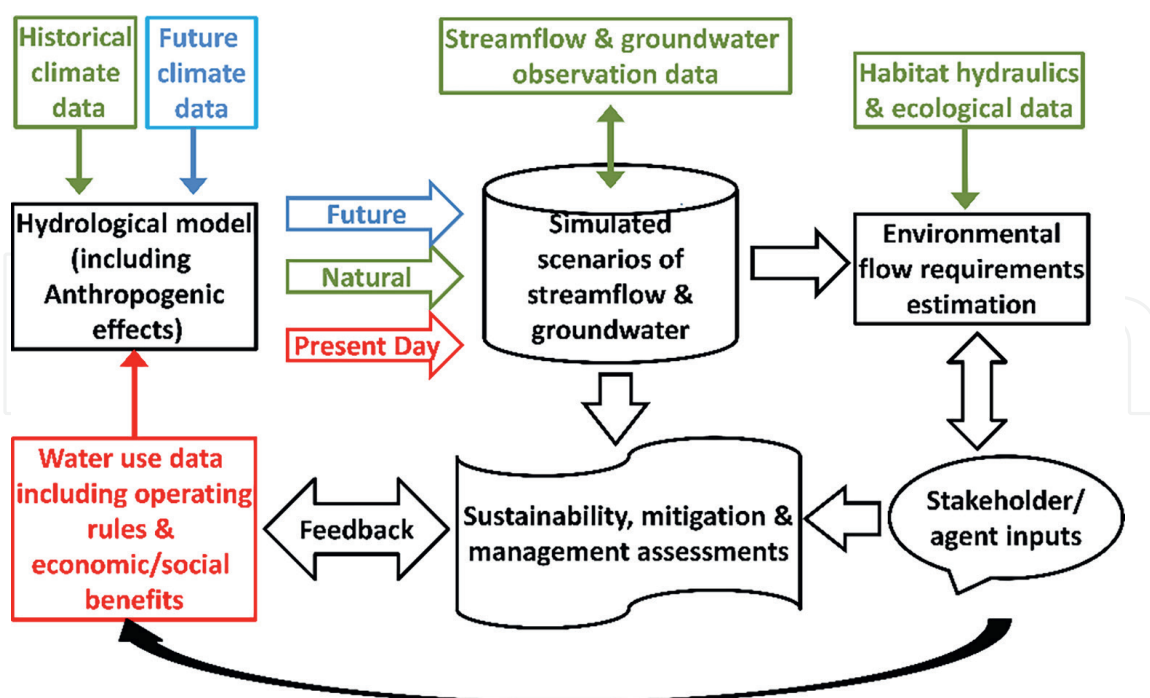 Historical
climate
data
Future
climate
data
Streamflow & groundwater
observation data
Habitat hydraulics
& ecological data
Hydrological model
(including
Anthropogenic
effects)
Future
Natural
Present Day
Simulated
scenarios of
streamflow &
groundwater
Environmental
flow requirements
estimation
Water use data
including operating
rules &
economic/social
benefits
Feedback
Sustainability, mitigation &
management assessments
Stakeholder/
agent inputs